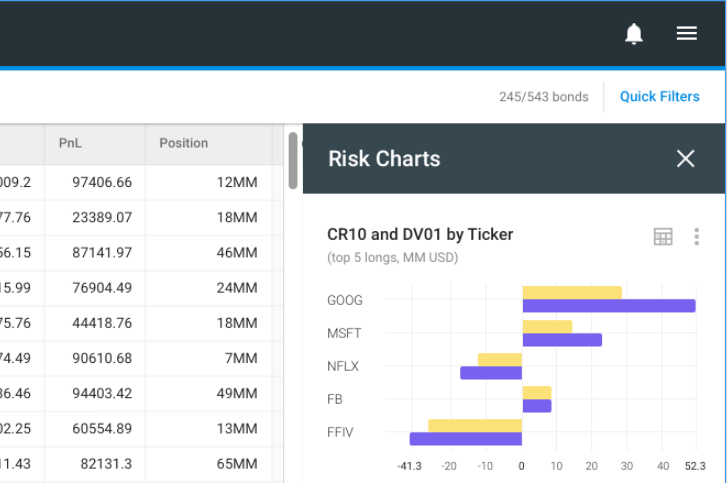 245/543 bonds Quick Filters
PnL Position
009.2 97406.66 12MM
77.76 23389.07 18MM
56.15 87141.97 46MM
15.99 76904.49 24MM
75.76 44418.76 18MM
74.49 90610.68 7MM
36.46 94403.42 49MM
02.25 60554.89 13MM
11.43 82131.3 65MM
Risk Charts
CR10 and DV01 by Ticker
(top 5 longs, MM USD)
GOOG
MSFT
NFLX
FB
FFIV
-41.3 -20 -10 0 10 20 30 40 52.3